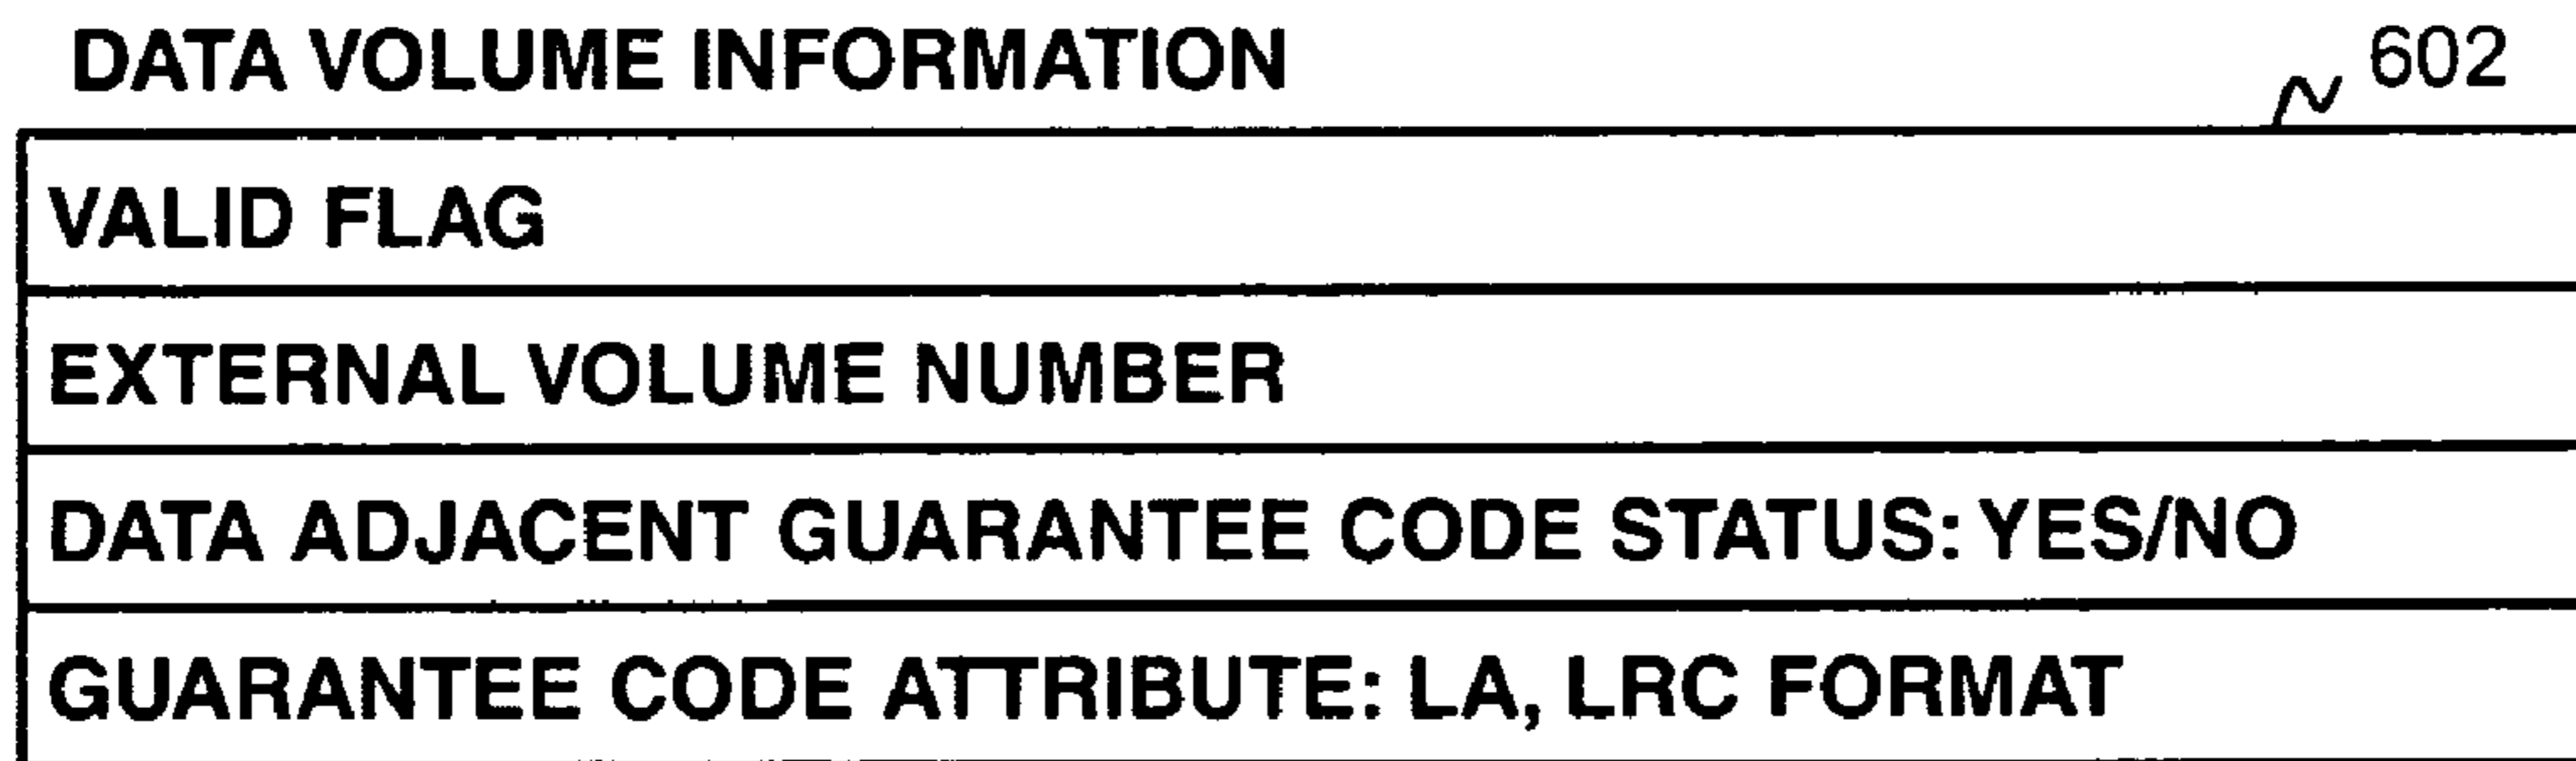 DATA VOLUME INFORMATION 602
VALID FLAG
EXTERNAL VOLUME NUMBER
DATA ADJACENT GUARANTEE CODE STATUS: YES/NO
GUARANTEE CODE ATTRIBUTE: LA, LRC FORMAT